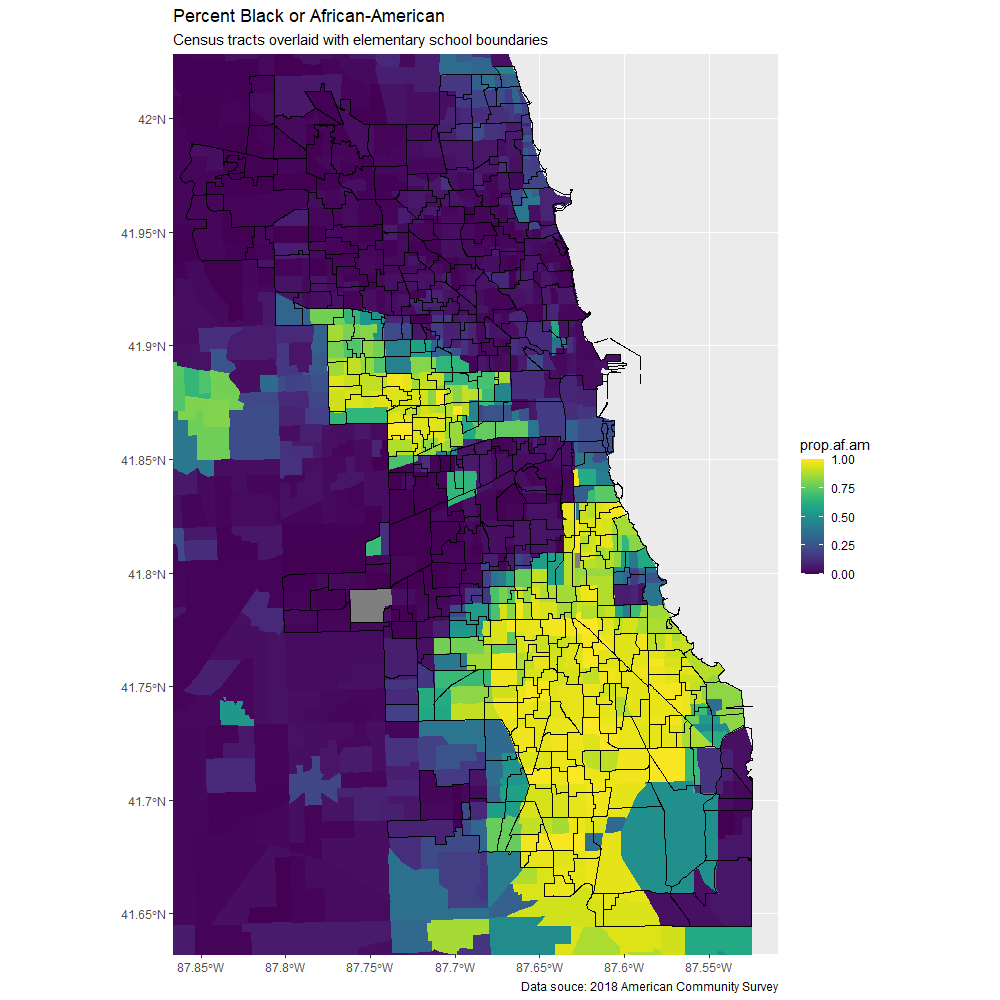 Percent Black or African-American
Census tracts overlaid with elementary school boundaries
42°N
41.95°N
41.9°N
41.85°N
41.8°N
41.75°N
41.7°N
41.65°N
prop.af.am
1.00
0.75
0.50
0.25
0.00
87.85°W
87.8°W
87.75°W
87.7°W
87.65°W
87.6°W
87.55°W
Data souce: 2018 American Community Survey